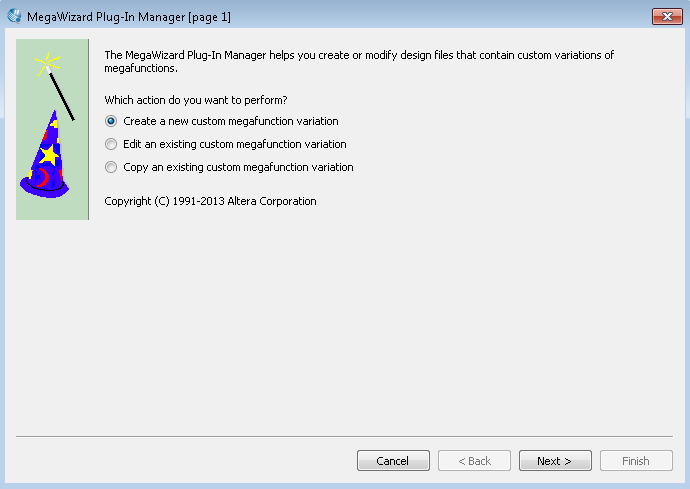 MegaWizard Plug-In Manager [page 1]
The MegaWizard Plug-In Manager helps you create or modify design files that contain custom variations of
megafunctions.
Which action do you want to perform?
Create a new custom megafunction variation
Edit an existing custom megafunction variation
Copy an existing custom megafunction variation
Copyright (C) 1991-2013 Altera Corporation
Cancel < Back Next > Finish